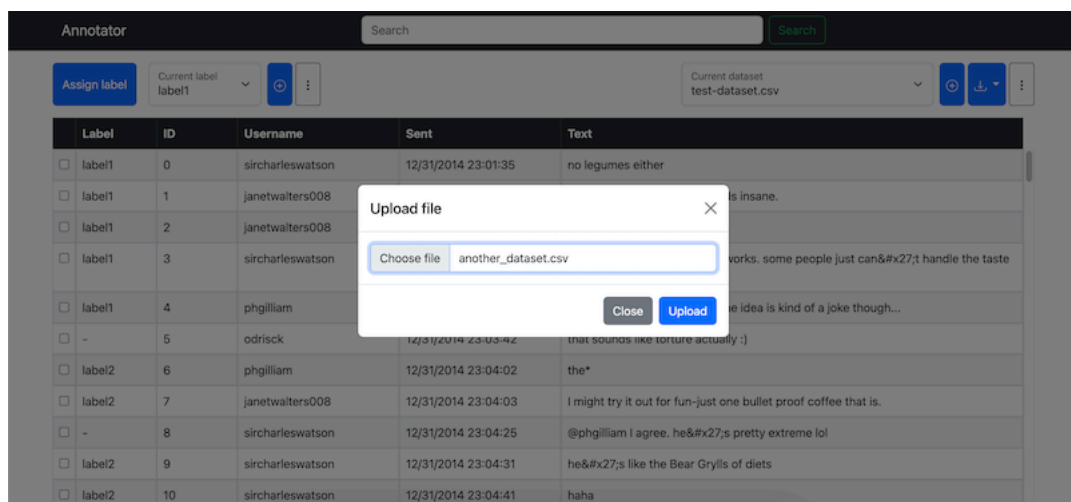 Annotator
Search
Search
Assign label
Current label
label1
Current dataset
test-dataset.csv
Label ID Username Sent Text
label1 0 sircharleswatson 12/31/2014 23:01:35 no legumes either
label1 1 janetwalters008 is insane.
label1 2 janetwalters008
label1 3 sircharleswatson works. some people just can&#x27;t handle the taste
label1 4 phgilliam idea is kind of a joke though...
- 5 odrisck 12/31/2014 23:03:42 that sounds like torture actually :)
label2 6 phgilliam 12/31/2014 23:04:02 the*
label2 7 janetwalters008 12/31/2014 23:04:03 I might try it out for fun-just one bullet proof coffee that is.
- 8 sircharleswatson 12/31/2014 23:04:25 @phgilliam I agree. he&#x27;s pretty extreme lol
label2 9 sircharleswatson 12/31/2014 23:04:31 he&#x27;s like the Bear Grylls of diets
label2 10 sircharleswatson 12/31/2014 23:04:41 haha
Upload file
Choose file another_dataset.csv
Close Upload